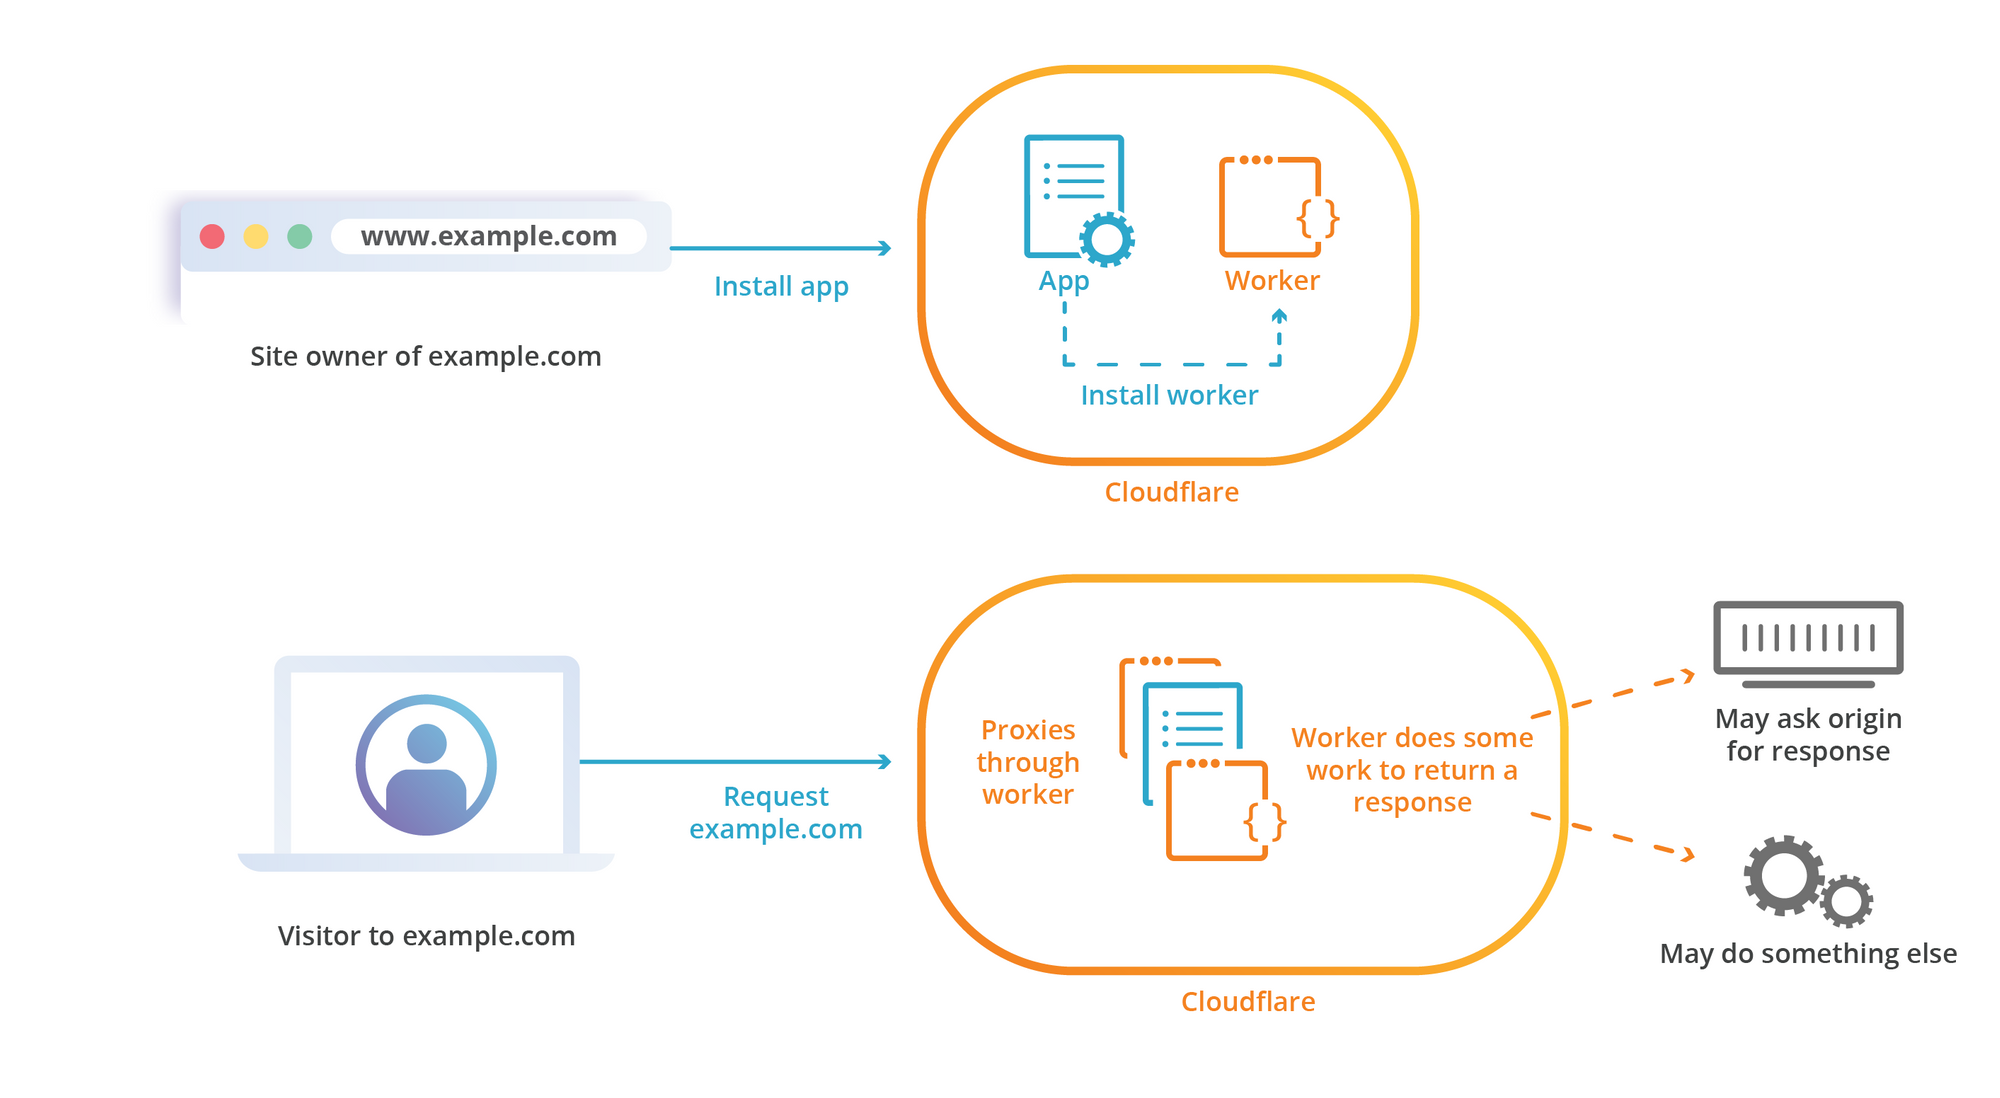 www.example.com
Install app
Site owner of example.com
App
Worker
{ }
Install worker
Cloudflare
Request
example.com
Visitor to example.com
Proxies
through
worker
{ }
Worker does some
work to return a
response
Cloudflare
May ask origin
for response
May do something else